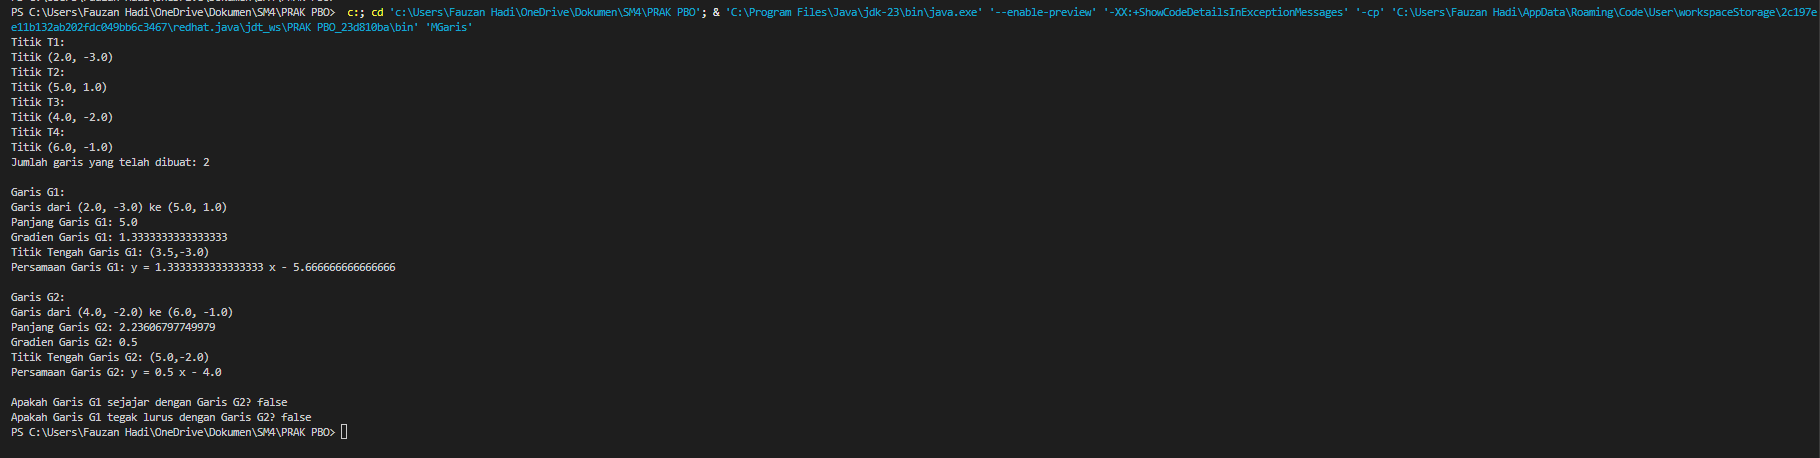 PS C:\Users\Fauzan Hadi\OneDrive\Dokumen\SM4\PRAK PBO>  c:; cd 'c:\Users\Fauzan Hadi\OneDrive\Dokumen\SM4\PRAK PBO'; & 'C:\Program Files\Java\jdk-23\bin\java.exe' '--enable-preview' '-XX:+ShowCodeDetailsInExceptionMessages' '-cp' 'C:\Users\Fauzan Hadi\AppData\Roaming\Code\User\workspaceStorage\2c197e
e11b132ab202fdc049bb6c3467\redhat.java\jdt_ws\PRAK PBO_23d810ba\bin' 'MGaris'
Titik T1:
Titik (2.0, -3.0)
Titik T2:
Titik (5.0, 1.0)
Titik T3:
Titik (4.0, -2.0)
Titik T4:
Titik (6.0, -1.0)
Jumlah garis yang telah dibuat: 2
Garis G1:
Garis dari (2.0, -3.0) ke (5.0, 1.0)
Panjang Garis G1: 5.0
Gradien Garis G1: 1.3333333333333333
Titik Tengah Garis G1: (3.5,-3.0)
Persamaan Garis G1: y = 1.3333333333333333 x - 5.666666666666666
Garis G2:
Garis dari (4.0, -2.0) ke (6.0, -1.0)
Panjang Garis G2: 2.23606797749979
Gradien Garis G2: 0.5
Titik Tengah Garis G2: (5.0,-2.0)
Persamaan Garis G2: y = 0.5 x - 4.0
Apakah Garis G1 sejajar dengan Garis G2? false
Apakah Garis G1 tegak lurus dengan Garis G2? false
PS C:\Users\Fauzan Hadi\OneDrive\Dokumen\SM4\PRAK PBO>